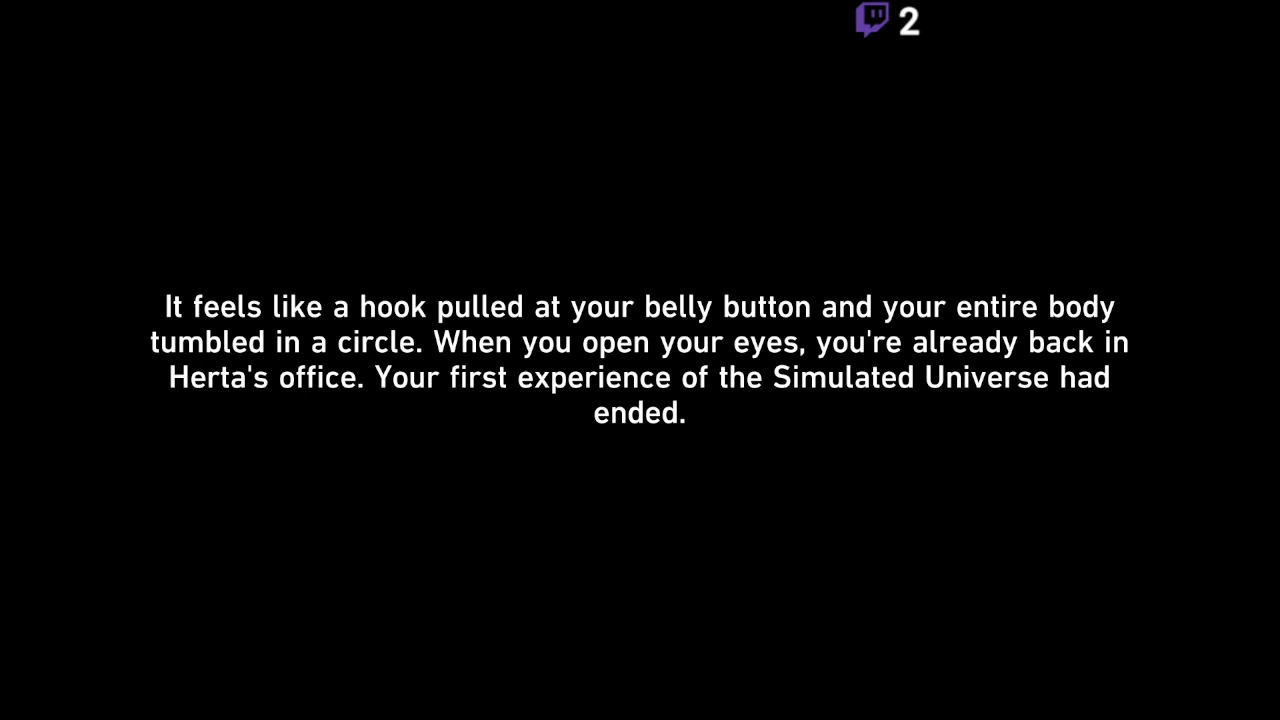 2
It feels like a hook pulled at your belly button and your entire body
tumbled in a circle. When you open your eyes, you're already back in
Herta's office. Your first experience of the Simulated Universe had
ended.